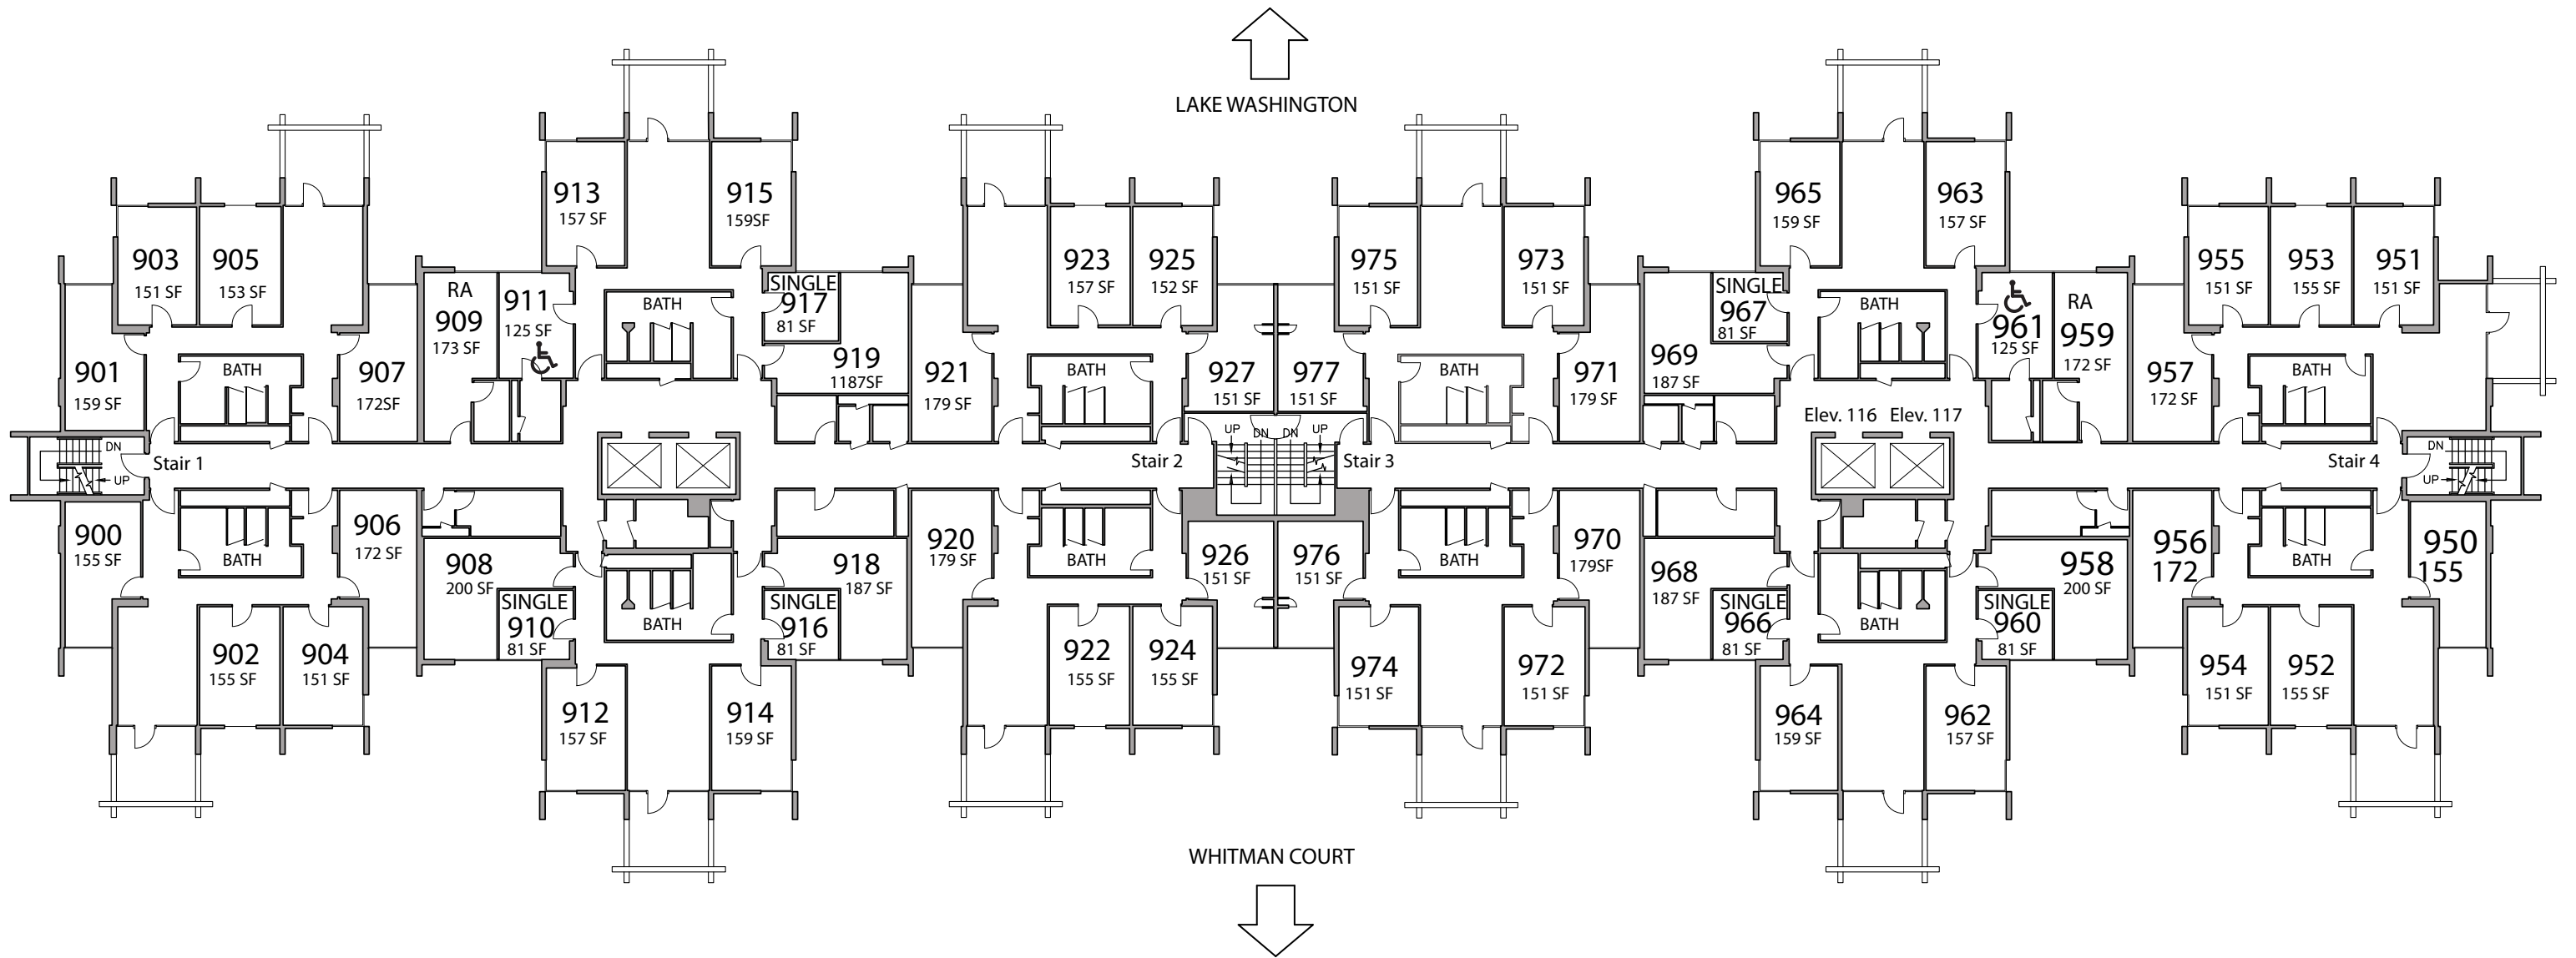 LAKE WASHINGTON
913
157 SF
915
159SF
965
159 SF
963
157 SF
903
151 SF
905
153 SF
923
157 SF
925
152 SF
975
151 SF
973
151 SF
955
151 SF
953
155 SF
951
151 SF
RA
909
173 SF
911
125 SF
BATH
SINGLE
917
81 SF
919
1187SF
SINGLE
967
81 SF
969
187 SF
BATH
961
125 SF
RA
959
172 SF
901
159 SF
BATH
907
172SF
921
179 SF
BATH
927
151 SF
977
151 SF
BATH
971
179 SF
957
172 SF
BATH
Elev. 116
Elev. 117
DN
UP
Stair 1
Stair 2
UP
DN
DN
UP
Stair 3
Stair 4
DN
UP
900
155 SF
BATH
906
172 SF
908
200 SF
SINGLE
910
81 SF
BATH
918
187 SF
SINGLE
916
81 SF
920
179 SF
BATH
926
151 SF
976
151 SF
BATH
970
179SF
968
187 SF
SINGLE
966
81 SF
BATH
958
200 SF
SINGLE
960
81 SF
956
172
BATH
950
155
902
155 SF
904
151 SF
922
155 SF
924
155 SF
974
151 SF
972
151 SF
954
151 SF
952
155 SF
912
157 SF
914
159 SF
964
159 SF
962
157 SF
WHITMAN COURT